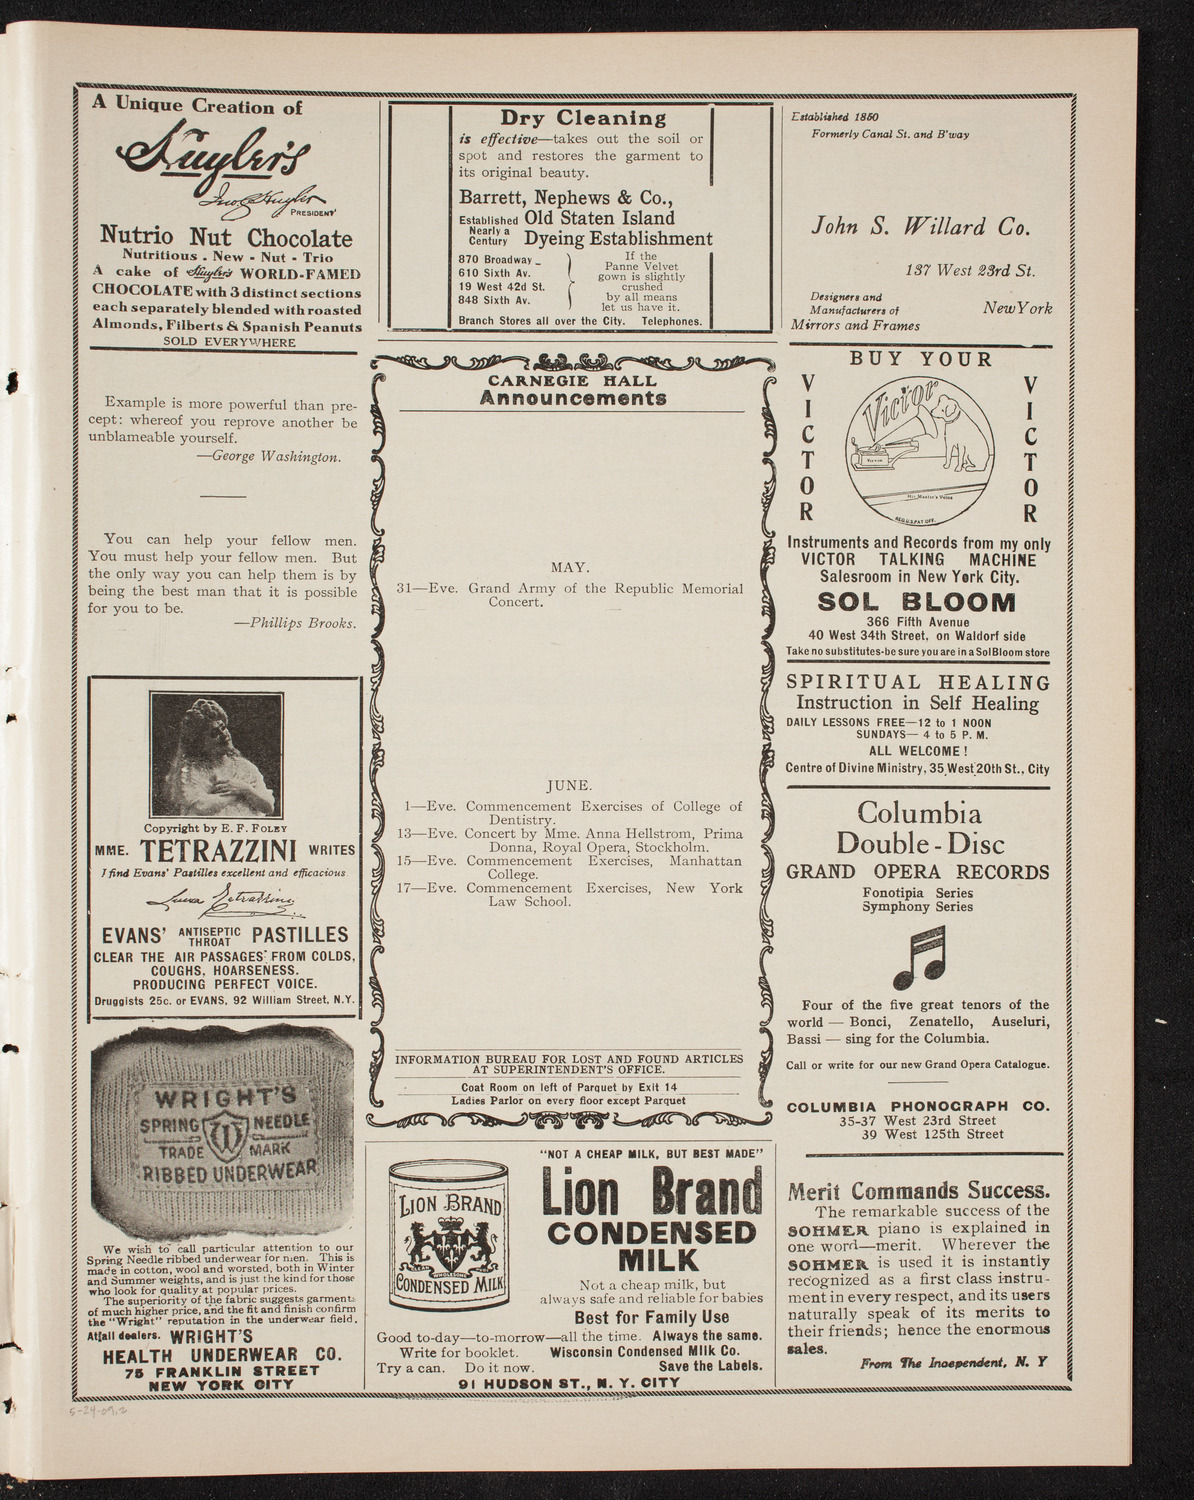 A Unique Creation of
Huyler's
PRESIDENT
Nutrio Nut Chocolate
Nutritious . New - Nut - Trio
A cake of Huyler's WORLD-FAMED
CHOCOLATE with 3 distinct sections
each separately blended with roasted
Almonds, Filberts & Spanish Peanuts
SOLD EVERYWHERE
Example is more powerful than pre-
cept: whereof you reprove another be
unblameable yourself.
—George Washington.
You can help your fellow men.
You must help your fellow men. But
the only way you can help them is by
being the best man that it is possible
for you to be.
—Phillips Brooks.
Copyright by E. F. FOLEY
MME. TETRAZZINI WRITES
I find Evans' Pastilles excellent and efficacious
Luisa Tetrazzini
EVANS' ANTISEPTIC THROAT PASTILLES
CLEAR THE AIR PASSAGES FROM COLDS,
COUGHS, HOARSENESS.
PRODUCING PERFECT VOICE.
Druggists 25c. or EVANS, 92 William Street, N.Y.
WRIGHT'S
SPRING NEEDLE
W
TRADE MARK
RIBBED UNDERWEAR
We wish to call particular attention to our
Spring Needle ribbed underwear for men. This is
made in cotton, wool and worsted, both in Winter
and Summer weights, and is just the kind for those
who look for quality at popular prices.
The superiority of the fabric suggests garments
of much higher price, and the fit and finish confirm
the "Wright" reputation in the underwear field.
At all dealers. WRIGHT'S
HEALTH UNDERWEAR CO.
75 FRANKLIN STREET
NEW YORK CITY
5-24-09.2
Dry Cleaning
is effective—takes out the soil or
spot and restores the garment to
its original beauty.
Barrett, Nephews & Co.,
Established Nearly a Century
Old Staten Island
Dyeing Establishment
870 Broadway
610 Sixth Av.
19 West 42d St.
848 Sixth Av.
If the
Panne Velvet
gown is slightly
crushed
by all means
let us have it.
Branch Stores all over the City. Telephones.
CARNEGIE HALL
Announcements
MAY.
31—Eve. Grand Army of the Republic Memorial
Concert.
JUNE.
1—Eve. Commencement Exercises of College of
Dentistry.
13—Eve. Concert by Mme. Anna Hellstrom, Prima
Donna, Royal Opera, Stockholm.
15—Eve. Commencement Exercises, Manhattan
College.
17—Eve. Commencement Exercises, New York
Law School.
INFORMATION BUREAU FOR LOST AND FOUND ARTICLES
AT SUPERINTENDENT'S OFFICE.
Coat Room on left of Parquet by Exit 14
Ladies Parlor on every floor except Parquet
LION BRAND
CONDENSED MILK
"NOT A CHEAP MILK, BUT BEST MADE"
Lion Brand
CONDENSED
MILK
Not a cheap milk, but
always safe and reliable for babies
Best for Family Use
Good to-day—to-morrow—all the time. Always the same.
Write for booklet. Wisconsin Condensed Milk Co.
Try a can. Do it now. Save the Labels.
91 HUDSON ST., N. Y. CITY
Established 1850
Formerly Canal St. and B'way
John S. Willard Co.
137 West 23rd St.
Designers and
Manufacturers of
New York
Mirrors and Frames
BUY YOUR
VICTOR
VICTOR
Victor
VICTOR
His Master's Voice
REG.U.S.PAT OFF.
Instruments and Records from my only
VICTOR TALKING MACHINE
Salesroom in New York City.
SOL BLOOM
366 Fifth Avenue
40 West 34th Street, on Waldorf side
Take no substitutes-be sure you are in a Sol Bloom store
SPIRITUAL HEALING
Instruction in Self Healing
DAILY LESSONS FREE—12 to 1 NOON
SUNDAYS— 4 to 5 P. M.
ALL WELCOME!
Centre of Divine Ministry, 35 West 20th St., City
Columbia
Double-Disc
GRAND OPERA RECORDS
Fonotipia Series
Symphony Series
Four of the five great tenors of the
world — Bonci, Zenatello, Auseluri,
Bassi — sing for the Columbia.
Call or write for our new Grand Opera Catalogue.
COLUMBIA PHONOGRAPH CO.
35-37 West 23rd Street
39 West 125th Street
Merit Commands Success.
The remarkable success of the
SOHMER piano is explained in
one word—merit. Wherever the
SOHMER is used it is instantly
recognized as a first class instru-
ment in every respect, and its users
naturally speak of its merits to
their friends; hence the enormous
sales.
From The Independent, N. Y